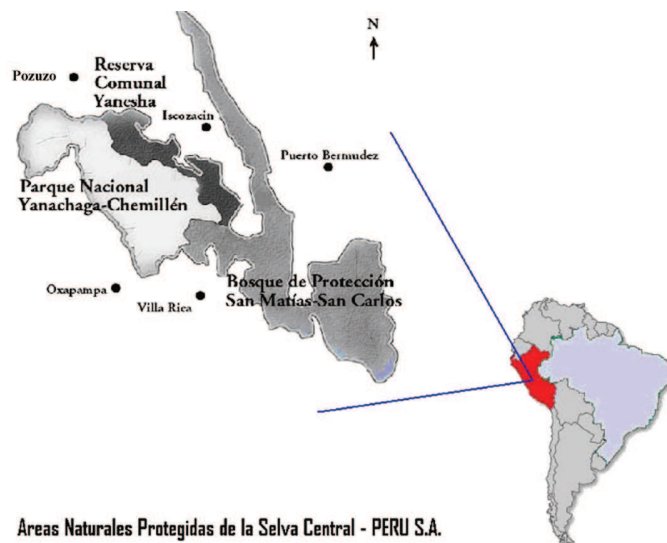 N
Pozuzo
Reserva
Comunal
Yanesha
Iscozacin
Puerto Bermudez
Parque Nacional
Yanachaga-Chemillén
Oxapampa
Villa Rica
Bosque de Protección
San Matías-San Carlos
Areas Naturales Protegidas de la Selva Central - PERU S.A.